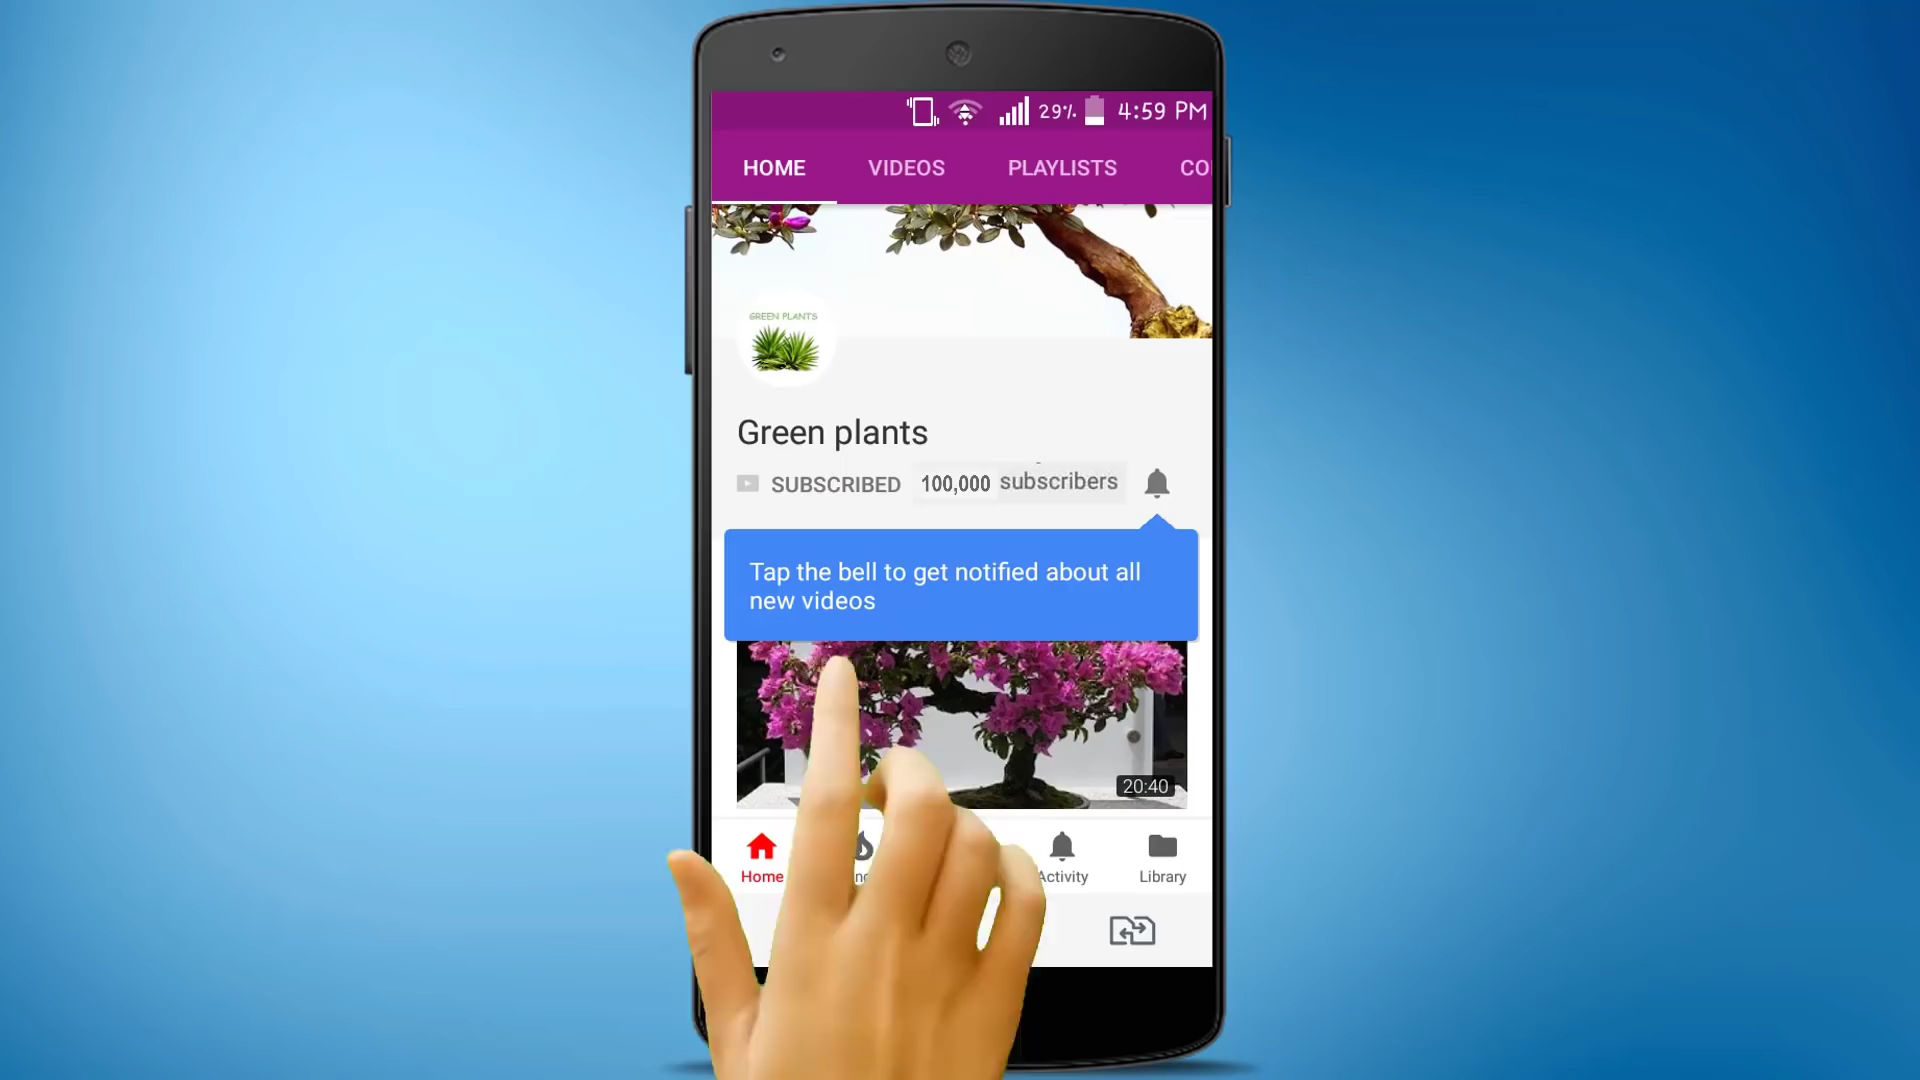 29% 4:59 PM
HOME VIDEOS PLAYLISTS CO
GREEN PLANTS
Green plants
SUBSCRIBED 100,000 subscribers
Tap the bell to get notified about all
new videos
20:40
Home Activity Library